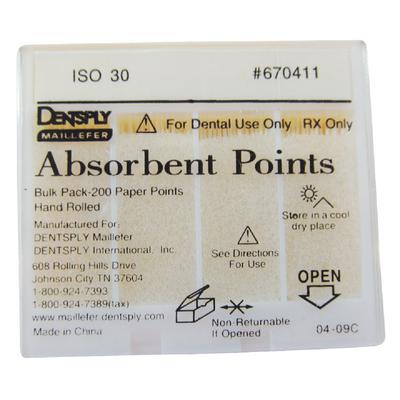 ISO 30 #670411
DENTSPLY
MAILLEFER
For Dental Use Only RX Only
Absorbent Points
Bulk Pack-200 Paper Points
Hand Rolled
Manufactured For:
DENTSPLY Maillefer
DENTSPLY International, Inc.
608 Rolling Hills Drive
Johnson City TN 37604
1-800-924-7393
1-800-924-7389(fax)
www.maillefer.dentsply.com
Made in China
See Directions
For Use
Non-Returnable
If Opened
Store in a cool
dry place
OPEN
04-09C